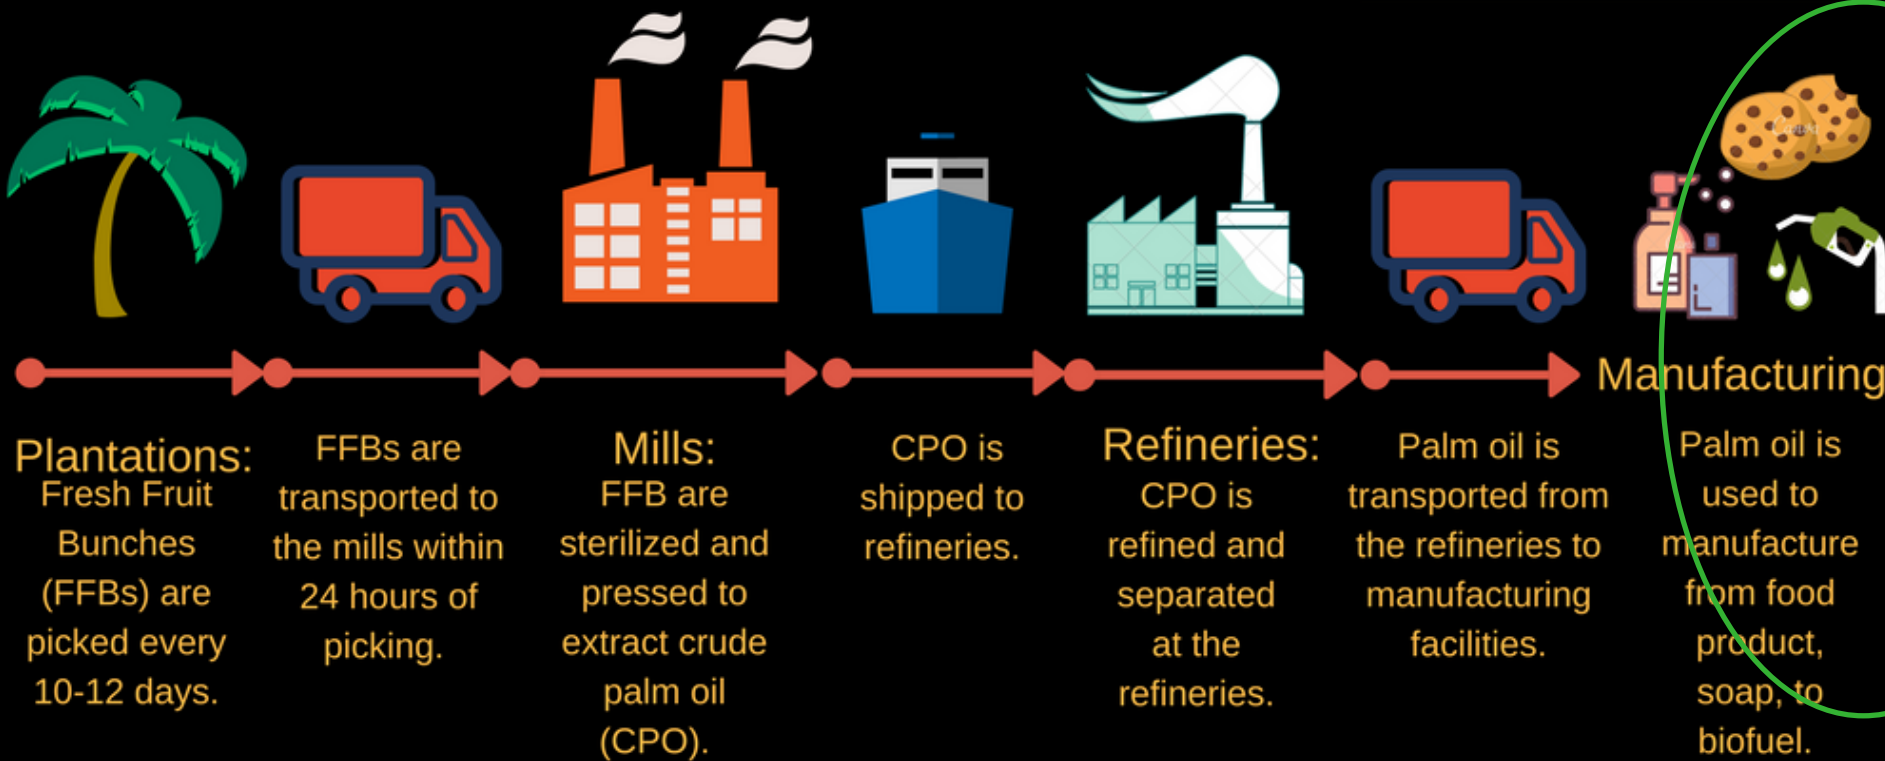 Plantations:
Fresh Fruit
Bunches
(FFBs) are
picked every
10-12 days.
FFBs are
transported to
the mills within
24 hours of
picking.
Mills:
FFB are
sterilized and
pressed to
extract crude
palm oil
(CPO).
CPO is
shipped to
refineries.
Refineries:
CPO is
refined and
separated
at the
refineries.
Palm oil is
transported from
the refineries to
manufacturing
facilities.
Canva
Manufacturing
Palm oil is
used to
manufacture
from food
product,
soap, to
biofuel.